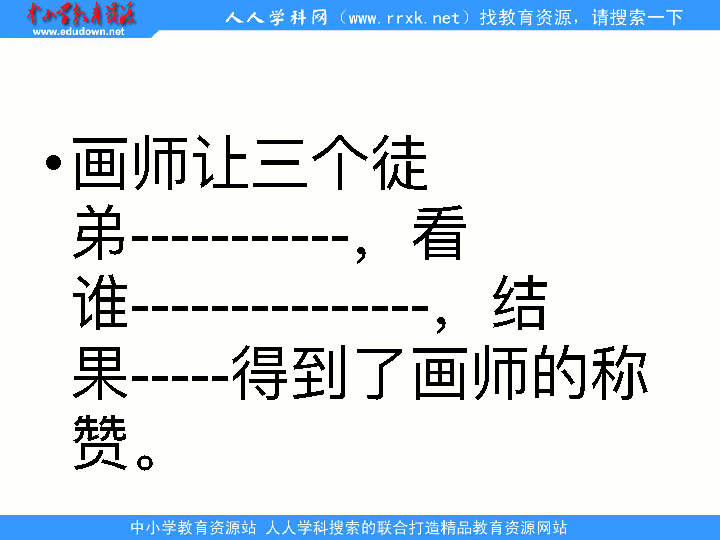 中小学教育资源
www.edudown.net
人人学科网（www.rrxk.net）找教育资源，请搜索一下
•画师让三个徒
弟-----------，看
谁---------------，结
果-----得到了画师的称
赞。
中小学教育资源站 人人学科搜索的联合打造精品教育资源网站